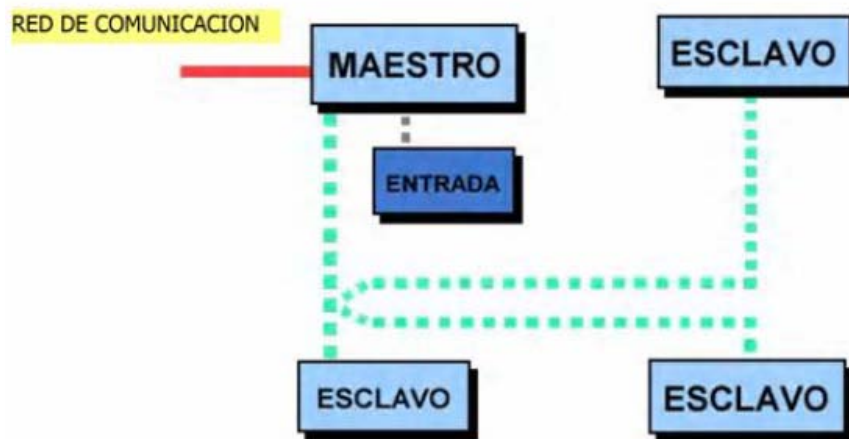 RED DE COMUNICACION
MAESTRO
ESCLAVO
ENTRADA
ESCLAVO
ESCLAVO